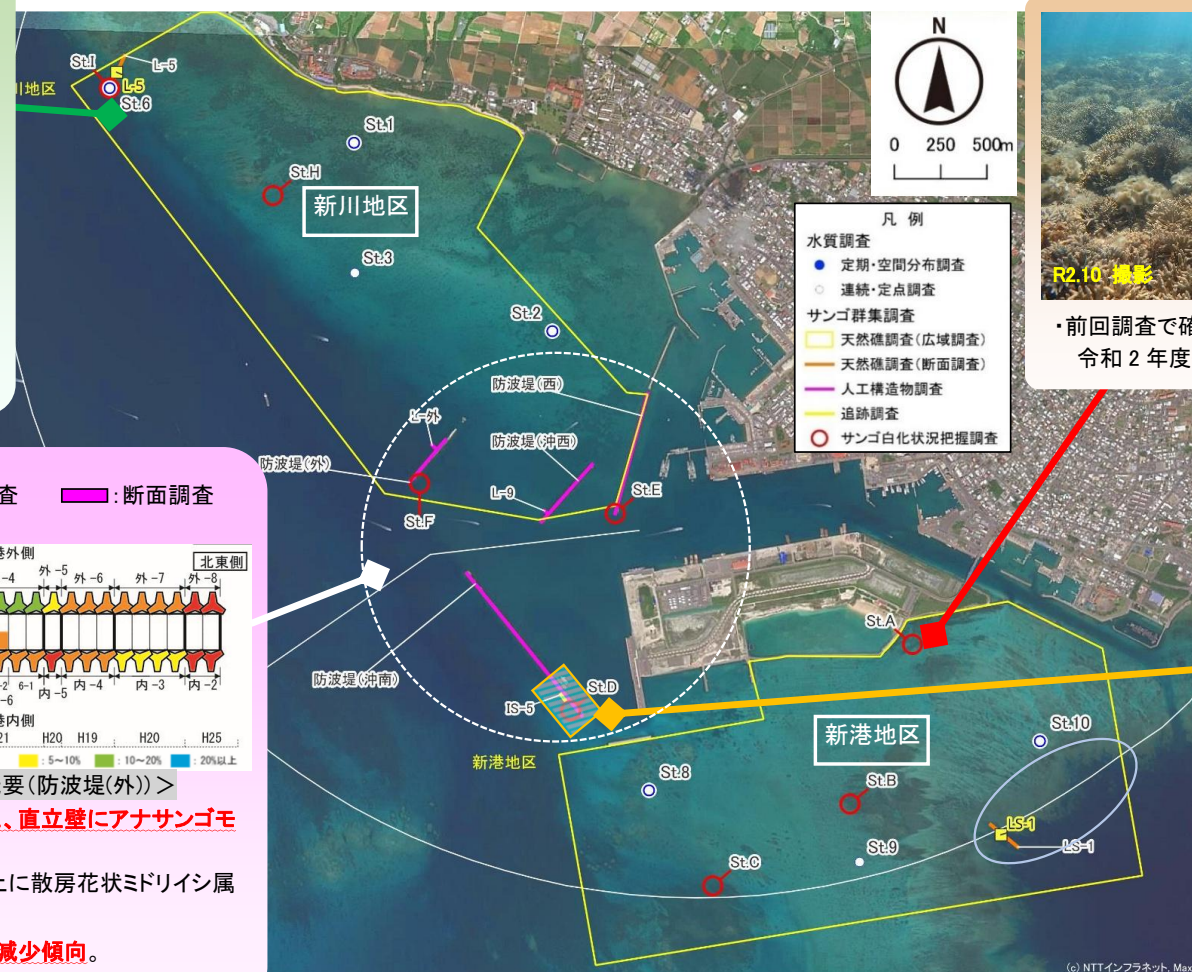 N
0 250 500m
凡 例
水質調査
定期・空間分布調査
連続・定点調査
サンゴ群集調査
天然礁調査(広域調査)
天然礁調査(断面調査)
人工構造物調査
追跡調査
サンゴ白化状況把握調査
R2.10 撮影
・前回調査で確
令和2年度
St.I
L-5
L-5
St.6
川地区
St.1
St.H
新川地区
St.3
St.2
防波堤(西)
防波堤(沖西)
防波堤(外)
L-9
St.E
St.F
St.A
防波堤(沖南)
IS-5
St.D
新港地区
新港地区
St.10
St.8
St.B
LS-1
LS-1
St.9
St.C
査 :断面調査
港外側
北東側
-4 外-5 外-6 外-7 外-8
6-1 内-5 内-4 内-3 内-2
港内側
H20 H19 H20 H25
:5~10% :10~20% :20%以上
要(防波堤(外))>
、直立壁にアナサンゴモ
上に散房花状ミドリイシ属
減少傾向。
(c) NTTインフラネット, Max